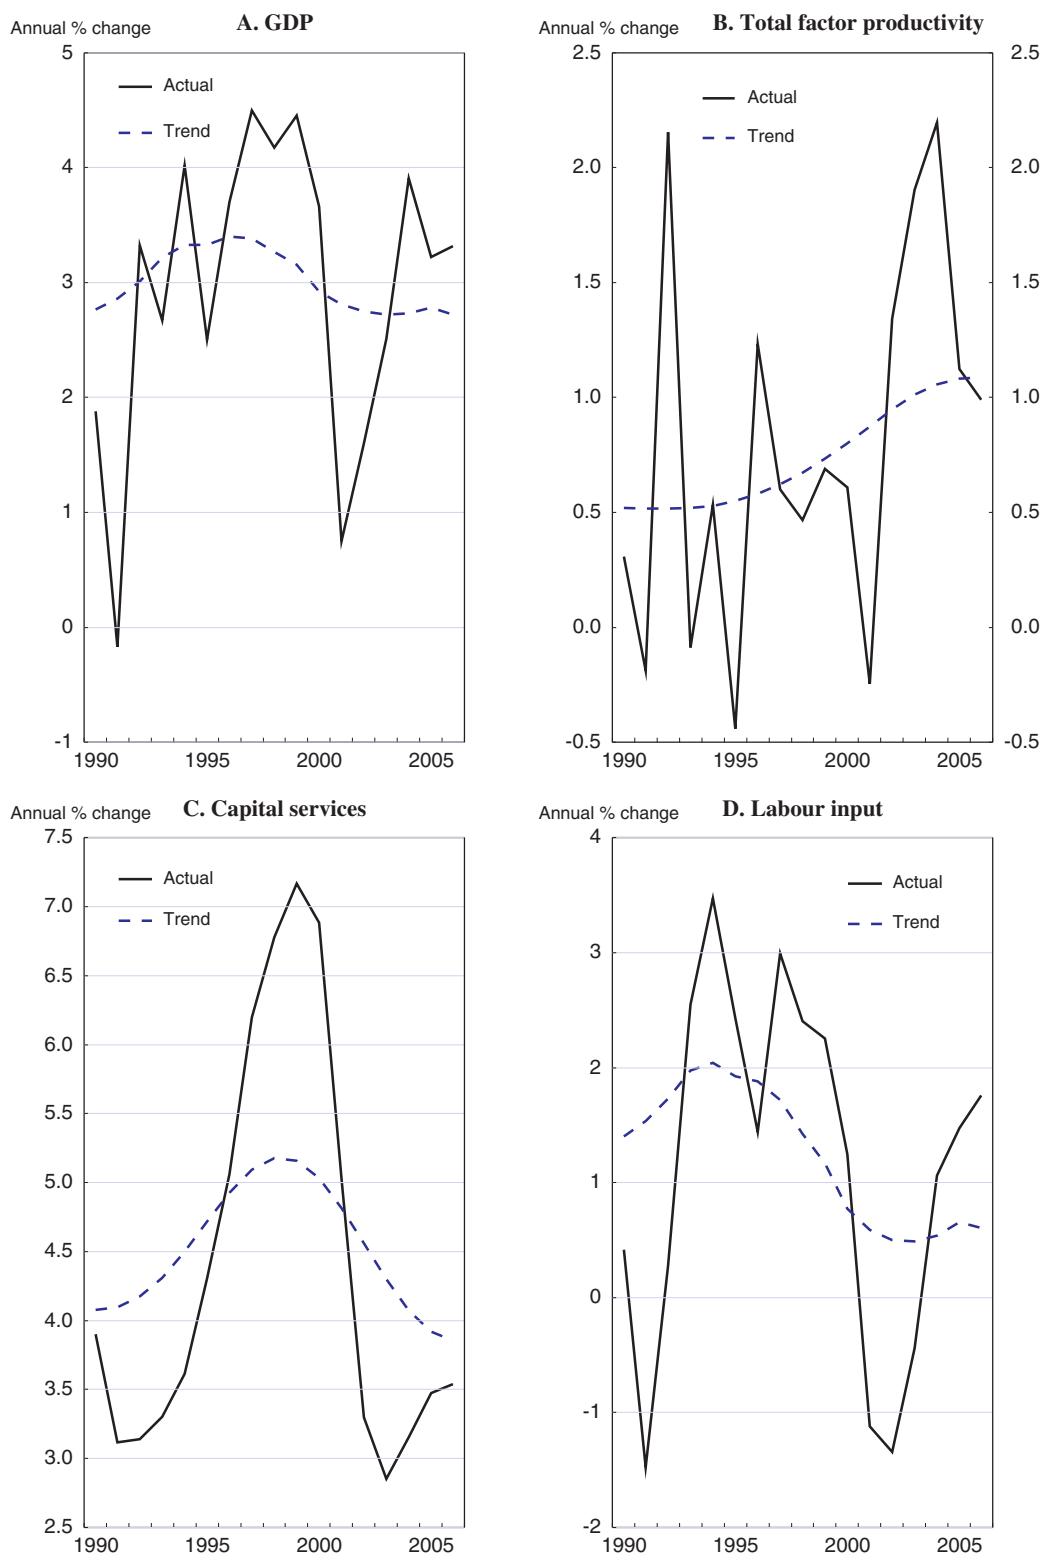 Annual % change A. GDP
5
4
3
2
1
0
-1
Actual
Trend
1990 1995 2000 2005
Annual % change B. Total factor productivity
2.5 2.5
2.0 2.0
1.5 1.5
1.0 1.0
0.5 0.5
0.0 0.0
-0.5 -0.5
Actual
Trend
1990 1995 2000 2005
Annual % change C. Capital services
7.5
7.0
6.5
6.0
5.5
5.0
4.5
4.0
3.5
3.0
2.5
Actual
Trend
1990 1995 2000 2005
Annual % change D. Labour input
4
3
2
1
0
-1
-2
Actual
Trend
1990 1995 2000 2005